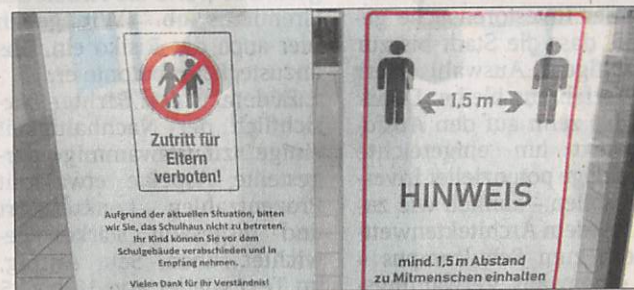 Zutritt für
Eltern
verboten!
Aufgrund der aktuellen Situation, bitten
wir Sie, das Schulhaus nicht zu betreten.
Ihr Kind können Sie vor dem
Schulgebäude verabschieden und in
Empfang nehmen.
Vielen Dank für Ihr Verständnis!
1,5 m
HINWEIS
mind. 1,5 m Abstand
zu Mitmenschen einhalten